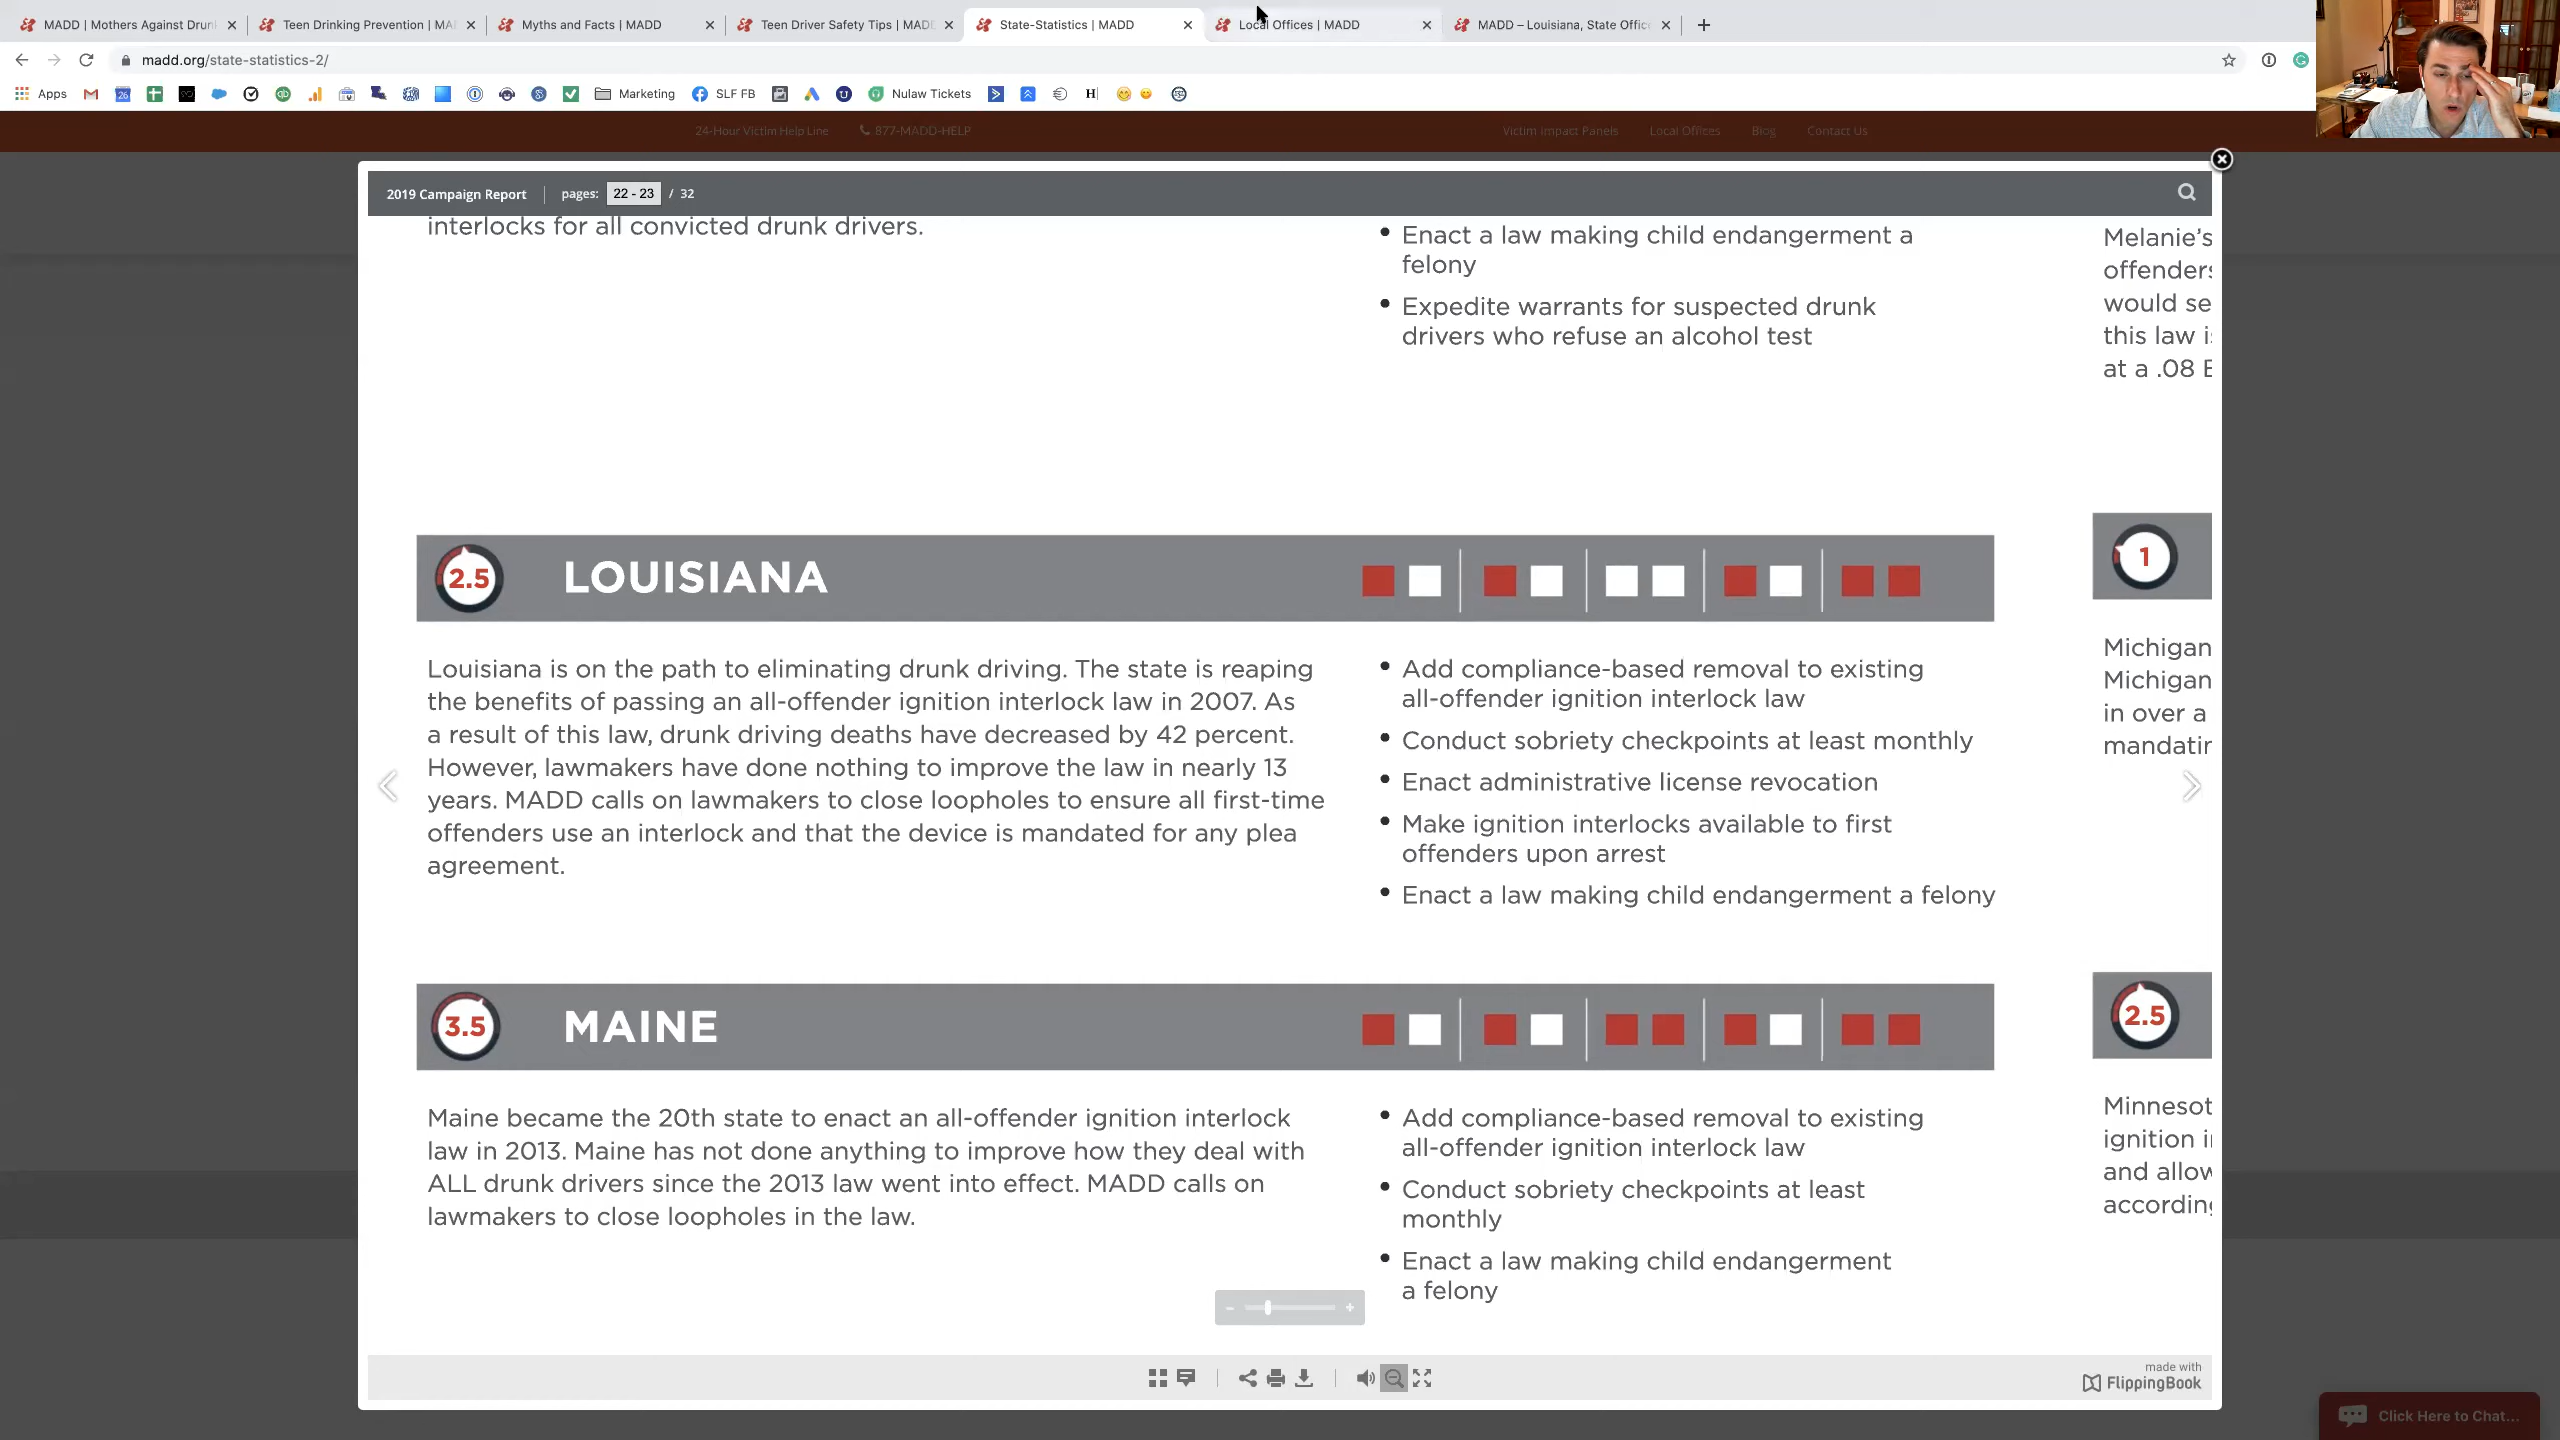 MADD | Mothers Against Drun
Teen Drinking Prevention | MA
Myths and Facts | MADD
Teen Driver Safety Tips | MADD
State-Statistics | MADD
Local Offices | MADD
MADD – Louisiana, State Offic
madd.org/state-statistics-2/
Apps
26
Marketing
SLF FB
Nulaw Tickets
24-Hour Victim Help Line
877-MADD-HELP
Victim Impact Panels
Local Offices
Blog
Contact Us
2019 Campaign Report
pages:
22 - 23
/ 32
interlocks for all convicted drunk drivers.
• Enact a law making child endangerment a
felony
• Expedite warrants for suspected drunk
drivers who refuse an alcohol test
Melanie's
offenders
would se
this law i
at a .08 B
2.5
LOUISIANA
Louisiana is on the path to eliminating drunk driving. The state is reaping
the benefits of passing an all-offender ignition interlock law in 2007. As
a result of this law, drunk driving deaths have decreased by 42 percent.
However, lawmakers have done nothing to improve the law in nearly 13
years. MADD calls on lawmakers to close loopholes to ensure all first-time
offenders use an interlock and that the device is mandated for any plea
agreement.
• Add compliance-based removal to existing
all-offender ignition interlock law
• Conduct sobriety checkpoints at least monthly
• Enact administrative license revocation
• Make ignition interlocks available to first
offenders upon arrest
• Enact a law making child endangerment a felony
1
Michigan
Michigan
in over a
mandatin
3.5
MAINE
Maine became the 20th state to enact an all-offender ignition interlock
law in 2013. Maine has not done anything to improve how they deal with
ALL drunk drivers since the 2013 law went into effect. MADD calls on
lawmakers to close loopholes in the law.
• Add compliance-based removal to existing
all-offender ignition interlock law
• Conduct sobriety checkpoints at least
monthly
• Enact a law making child endangerment
a felony
2.5
Minnesot
ignition i
and allow
according
made with
FlippingBook
Click Here to Chat...